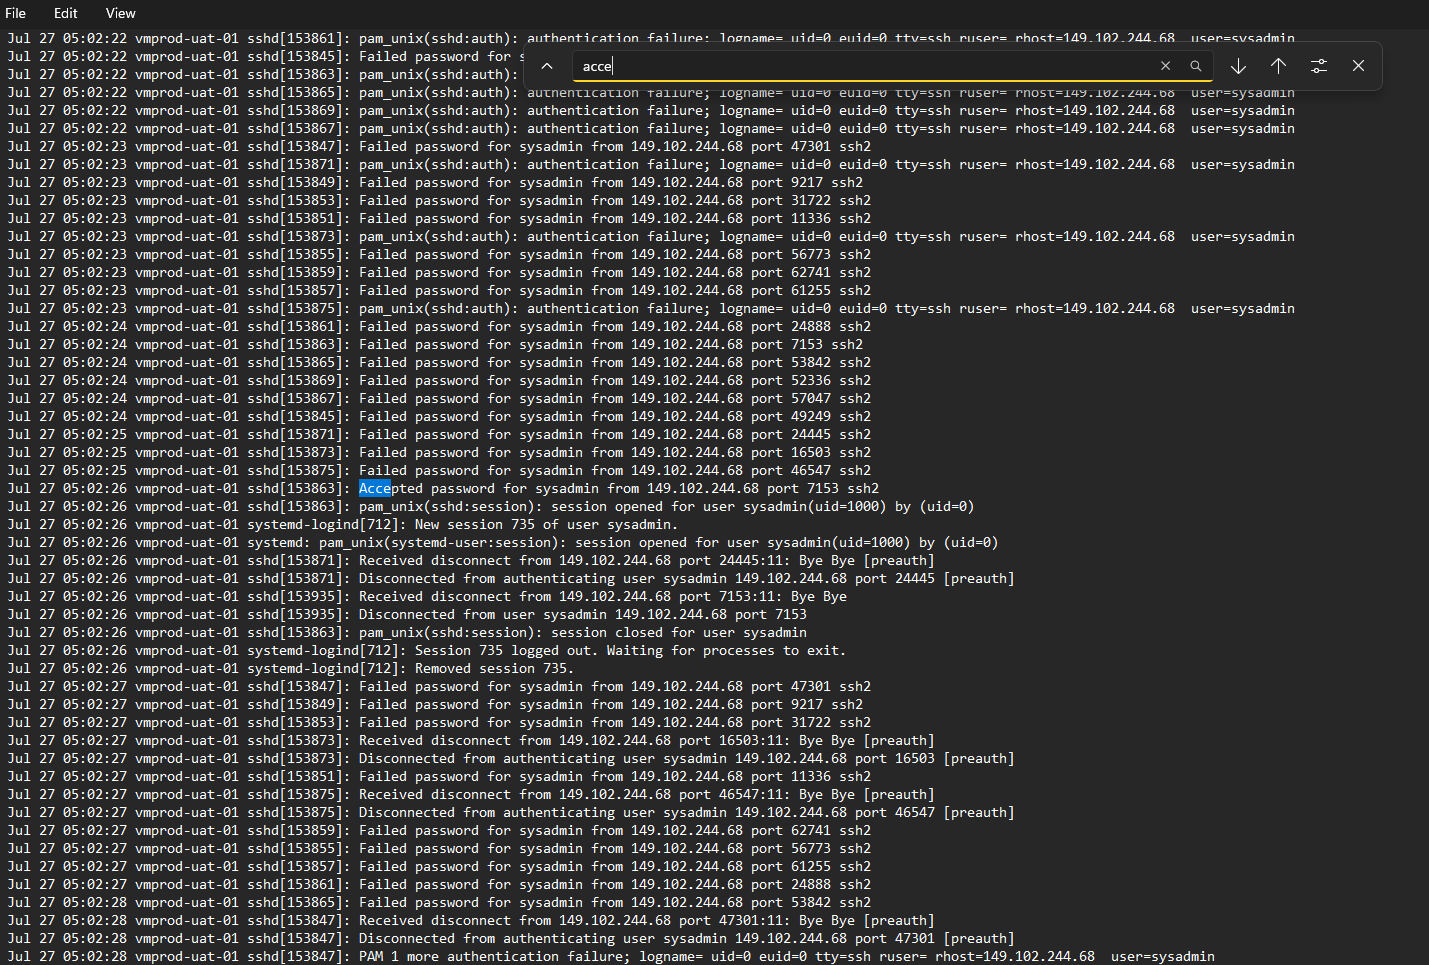 File Edit View
Jul 27 05:02:22 vmprod-uat-01 sshd[153861]: pam_unix(sshd:auth): authentication failure; logname= uid=0 euid=0 tty=ssh ruser= rhost=149.102.244.68  user=sysadmin
Jul 27 05:02:22 vmprod-uat-01 sshd[153845]: Failed password for s
acce
Jul 27 05:02:22 vmprod-uat-01 sshd[153863]: pam_unix(sshd:auth):
Jul 27 05:02:22 vmprod-uat-01 sshd[153865]: pam_unix(sshd:auth): authentication failure; logname= uid=0 euid=0 tty=ssh ruser= rhost=149.102.244.68  user=sysadmin
Jul 27 05:02:22 vmprod-uat-01 sshd[153869]: pam_unix(sshd:auth): authentication failure; logname= uid=0 euid=0 tty=ssh ruser= rhost=149.102.244.68  user=sysadmin
Jul 27 05:02:22 vmprod-uat-01 sshd[153867]: pam_unix(sshd:auth): authentication failure; logname= uid=0 euid=0 tty=ssh ruser= rhost=149.102.244.68  user=sysadmin
Jul 27 05:02:23 vmprod-uat-01 sshd[153847]: Failed password for sysadmin from 149.102.244.68 port 47301 ssh2
Jul 27 05:02:23 vmprod-uat-01 sshd[153871]: pam_unix(sshd:auth): authentication failure; logname= uid=0 euid=0 tty=ssh ruser= rhost=149.102.244.68  user=sysadmin
Jul 27 05:02:23 vmprod-uat-01 sshd[153849]: Failed password for sysadmin from 149.102.244.68 port 9217 ssh2
Jul 27 05:02:23 vmprod-uat-01 sshd[153853]: Failed password for sysadmin from 149.102.244.68 port 31722 ssh2
Jul 27 05:02:23 vmprod-uat-01 sshd[153851]: Failed password for sysadmin from 149.102.244.68 port 11336 ssh2
Jul 27 05:02:23 vmprod-uat-01 sshd[153873]: pam_unix(sshd:auth): authentication failure; logname= uid=0 euid=0 tty=ssh ruser= rhost=149.102.244.68  user=sysadmin
Jul 27 05:02:23 vmprod-uat-01 sshd[153855]: Failed password for sysadmin from 149.102.244.68 port 56773 ssh2
Jul 27 05:02:23 vmprod-uat-01 sshd[153859]: Failed password for sysadmin from 149.102.244.68 port 62741 ssh2
Jul 27 05:02:23 vmprod-uat-01 sshd[153857]: Failed password for sysadmin from 149.102.244.68 port 61255 ssh2
Jul 27 05:02:23 vmprod-uat-01 sshd[153875]: pam_unix(sshd:auth): authentication failure; logname= uid=0 euid=0 tty=ssh ruser= rhost=149.102.244.68  user=sysadmin
Jul 27 05:02:24 vmprod-uat-01 sshd[153861]: Failed password for sysadmin from 149.102.244.68 port 24888 ssh2
Jul 27 05:02:24 vmprod-uat-01 sshd[153863]: Failed password for sysadmin from 149.102.244.68 port 7153 ssh2
Jul 27 05:02:24 vmprod-uat-01 sshd[153865]: Failed password for sysadmin from 149.102.244.68 port 53842 ssh2
Jul 27 05:02:24 vmprod-uat-01 sshd[153869]: Failed password for sysadmin from 149.102.244.68 port 52336 ssh2
Jul 27 05:02:24 vmprod-uat-01 sshd[153867]: Failed password for sysadmin from 149.102.244.68 port 57047 ssh2
Jul 27 05:02:24 vmprod-uat-01 sshd[153845]: Failed password for sysadmin from 149.102.244.68 port 49249 ssh2
Jul 27 05:02:25 vmprod-uat-01 sshd[153871]: Failed password for sysadmin from 149.102.244.68 port 24445 ssh2
Jul 27 05:02:25 vmprod-uat-01 sshd[153873]: Failed password for sysadmin from 149.102.244.68 port 16503 ssh2
Jul 27 05:02:25 vmprod-uat-01 sshd[153875]: Failed password for sysadmin from 149.102.244.68 port 46547 ssh2
Jul 27 05:02:26 vmprod-uat-01 sshd[153863]: Accepted password for sysadmin from 149.102.244.68 port 7153 ssh2
Jul 27 05:02:26 vmprod-uat-01 sshd[153863]: pam_unix(sshd:session): session opened for user sysadmin(uid=1000) by (uid=0)
Jul 27 05:02:26 vmprod-uat-01 systemd-logind[712]: New session 735 of user sysadmin.
Jul 27 05:02:26 vmprod-uat-01 systemd: pam_unix(systemd-user:session): session opened for user sysadmin(uid=1000) by (uid=0)
Jul 27 05:02:26 vmprod-uat-01 sshd[153871]: Received disconnect from 149.102.244.68 port 24445:11: Bye Bye [preauth]
Jul 27 05:02:26 vmprod-uat-01 sshd[153871]: Disconnected from authenticating user sysadmin 149.102.244.68 port 24445 [preauth]
Jul 27 05:02:26 vmprod-uat-01 sshd[153935]: Received disconnect from 149.102.244.68 port 7153:11: Bye Bye
Jul 27 05:02:26 vmprod-uat-01 sshd[153935]: Disconnected from user sysadmin 149.102.244.68 port 7153
Jul 27 05:02:26 vmprod-uat-01 sshd[153863]: pam_unix(sshd:session): session closed for user sysadmin
Jul 27 05:02:26 vmprod-uat-01 systemd-logind[712]: Session 735 logged out. Waiting for processes to exit.
Jul 27 05:02:26 vmprod-uat-01 systemd-logind[712]: Removed session 735.
Jul 27 05:02:27 vmprod-uat-01 sshd[153847]: Failed password for sysadmin from 149.102.244.68 port 47301 ssh2
Jul 27 05:02:27 vmprod-uat-01 sshd[153849]: Failed password for sysadmin from 149.102.244.68 port 9217 ssh2
Jul 27 05:02:27 vmprod-uat-01 sshd[153853]: Failed password for sysadmin from 149.102.244.68 port 31722 ssh2
Jul 27 05:02:27 vmprod-uat-01 sshd[153873]: Received disconnect from 149.102.244.68 port 16503:11: Bye Bye [preauth]
Jul 27 05:02:27 vmprod-uat-01 sshd[153873]: Disconnected from authenticating user sysadmin 149.102.244.68 port 16503 [preauth]
Jul 27 05:02:27 vmprod-uat-01 sshd[153851]: Failed password for sysadmin from 149.102.244.68 port 11336 ssh2
Jul 27 05:02:27 vmprod-uat-01 sshd[153875]: Received disconnect from 149.102.244.68 port 46547:11: Bye Bye [preauth]
Jul 27 05:02:27 vmprod-uat-01 sshd[153875]: Disconnected from authenticating user sysadmin 149.102.244.68 port 46547 [preauth]
Jul 27 05:02:27 vmprod-uat-01 sshd[153859]: Failed password for sysadmin from 149.102.244.68 port 62741 ssh2
Jul 27 05:02:27 vmprod-uat-01 sshd[153855]: Failed password for sysadmin from 149.102.244.68 port 56773 ssh2
Jul 27 05:02:27 vmprod-uat-01 sshd[153857]: Failed password for sysadmin from 149.102.244.68 port 61255 ssh2
Jul 27 05:02:27 vmprod-uat-01 sshd[153861]: Failed password for sysadmin from 149.102.244.68 port 24888 ssh2
Jul 27 05:02:28 vmprod-uat-01 sshd[153865]: Failed password for sysadmin from 149.102.244.68 port 53842 ssh2
Jul 27 05:02:28 vmprod-uat-01 sshd[153847]: Received disconnect from 149.102.244.68 port 47301:11: Bye Bye [preauth]
Jul 27 05:02:28 vmprod-uat-01 sshd[153847]: Disconnected from authenticating user sysadmin 149.102.244.68 port 47301 [preauth]
Jul 27 05:02:28 vmprod-uat-01 sshd[153847]: PAM 1 more authentication failure; logname= uid=0 euid=0 tty=ssh ruser= rhost=149.102.244.68  user=sysadmin